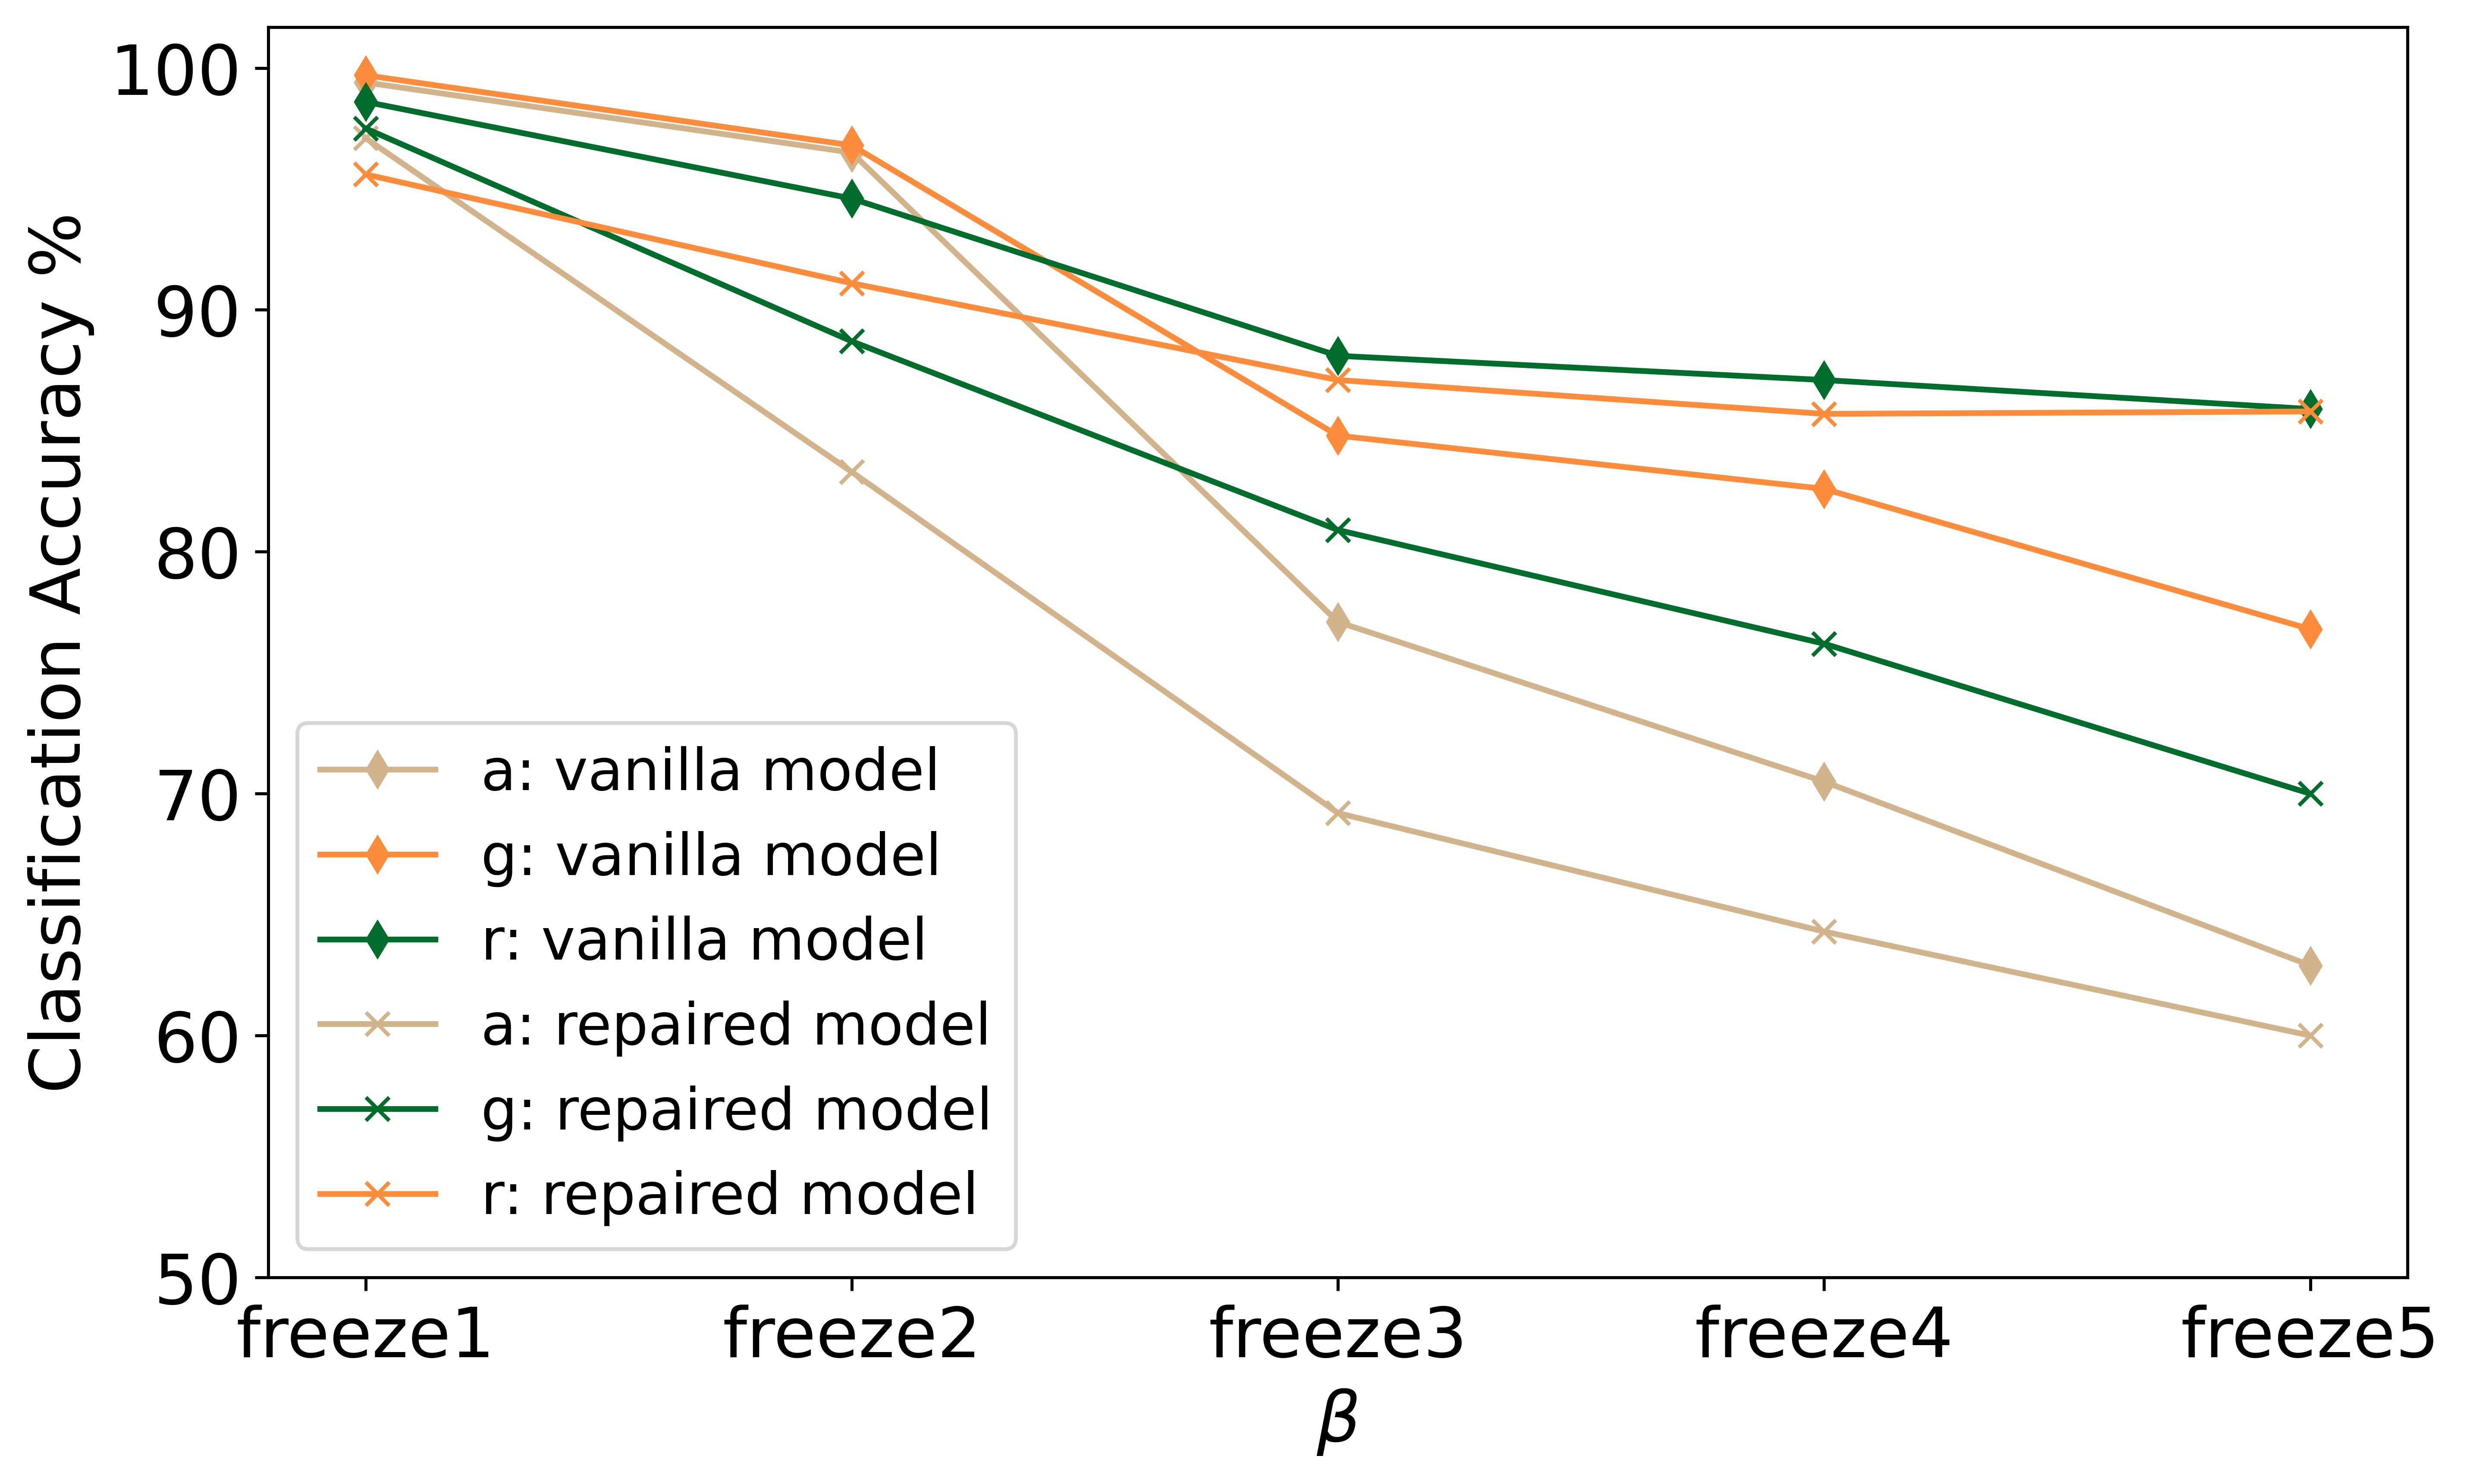 Classification Accuracy %
100
90
80
70
60
50
a: vanilla model
g: vanilla model
r: vanilla model
a: repaired model
g: repaired model
r: repaired model
freeze1 freeze2 freeze3 freeze4 freeze5
β